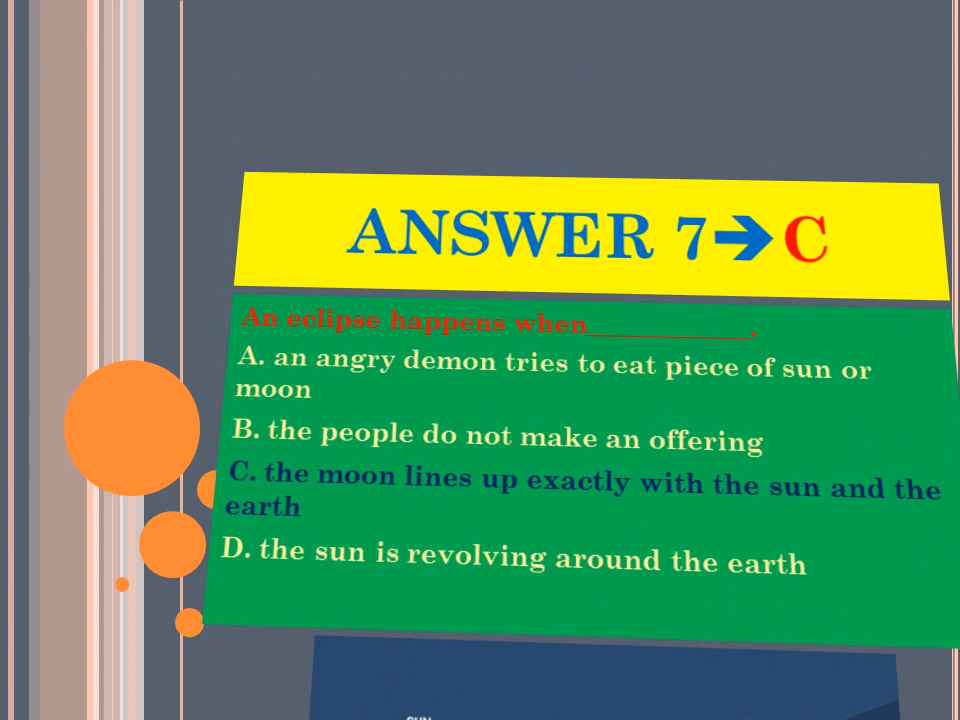 ANSWER 7➔C
An eclipse happens when____________.
A. an angry demon tries to eat piece of sun or
moon
B. the people do not make an offering
C. the moon lines up exactly with the sun and the
earth
D. the sun is revolving around the earth
SUN